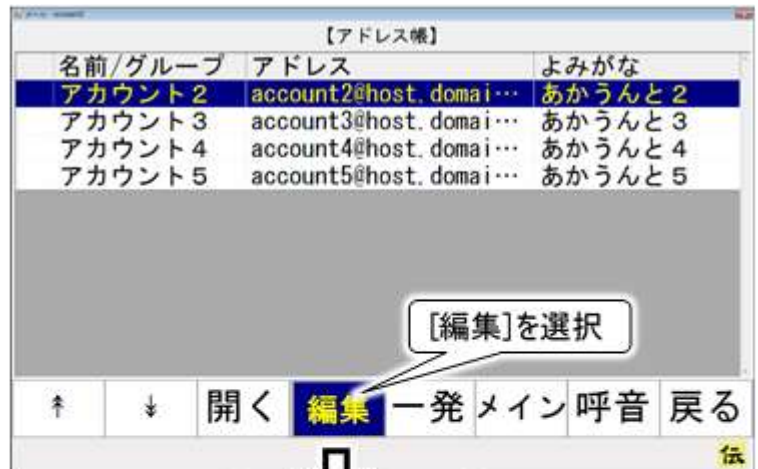 【アドレス帳】
名前/グループ アドレス よみがな
アカウント2 account2@host.domai… あかうんと2
アカウント3 account3@host.domai… あかうんと3
アカウント4 account4@host.domai… あかうんと4
アカウント5 account5@host.domai… あかうんと5
[編集]を選択
↟ ↡ 開く 編集 一発 メイン 呼音 戻る
伝